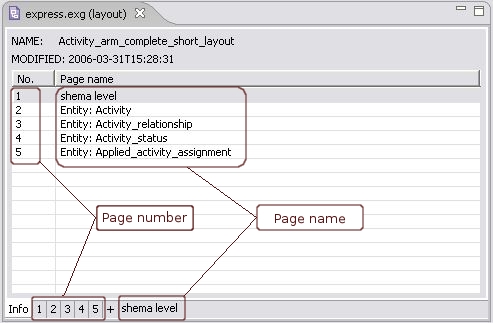 express.exg (layout)
NAME: Activity_arm_complete_short_layout
MODIFIED: 2006-03-31T15:28:31
No. Page name
1 shema level
2 Entity: Activity
3 Entity: Activity_relationship
4 Entity: Activity_status
5 Entity: Applied_activity_assignment
Page number Page name
Info 1 2 3 4 5 + shema level